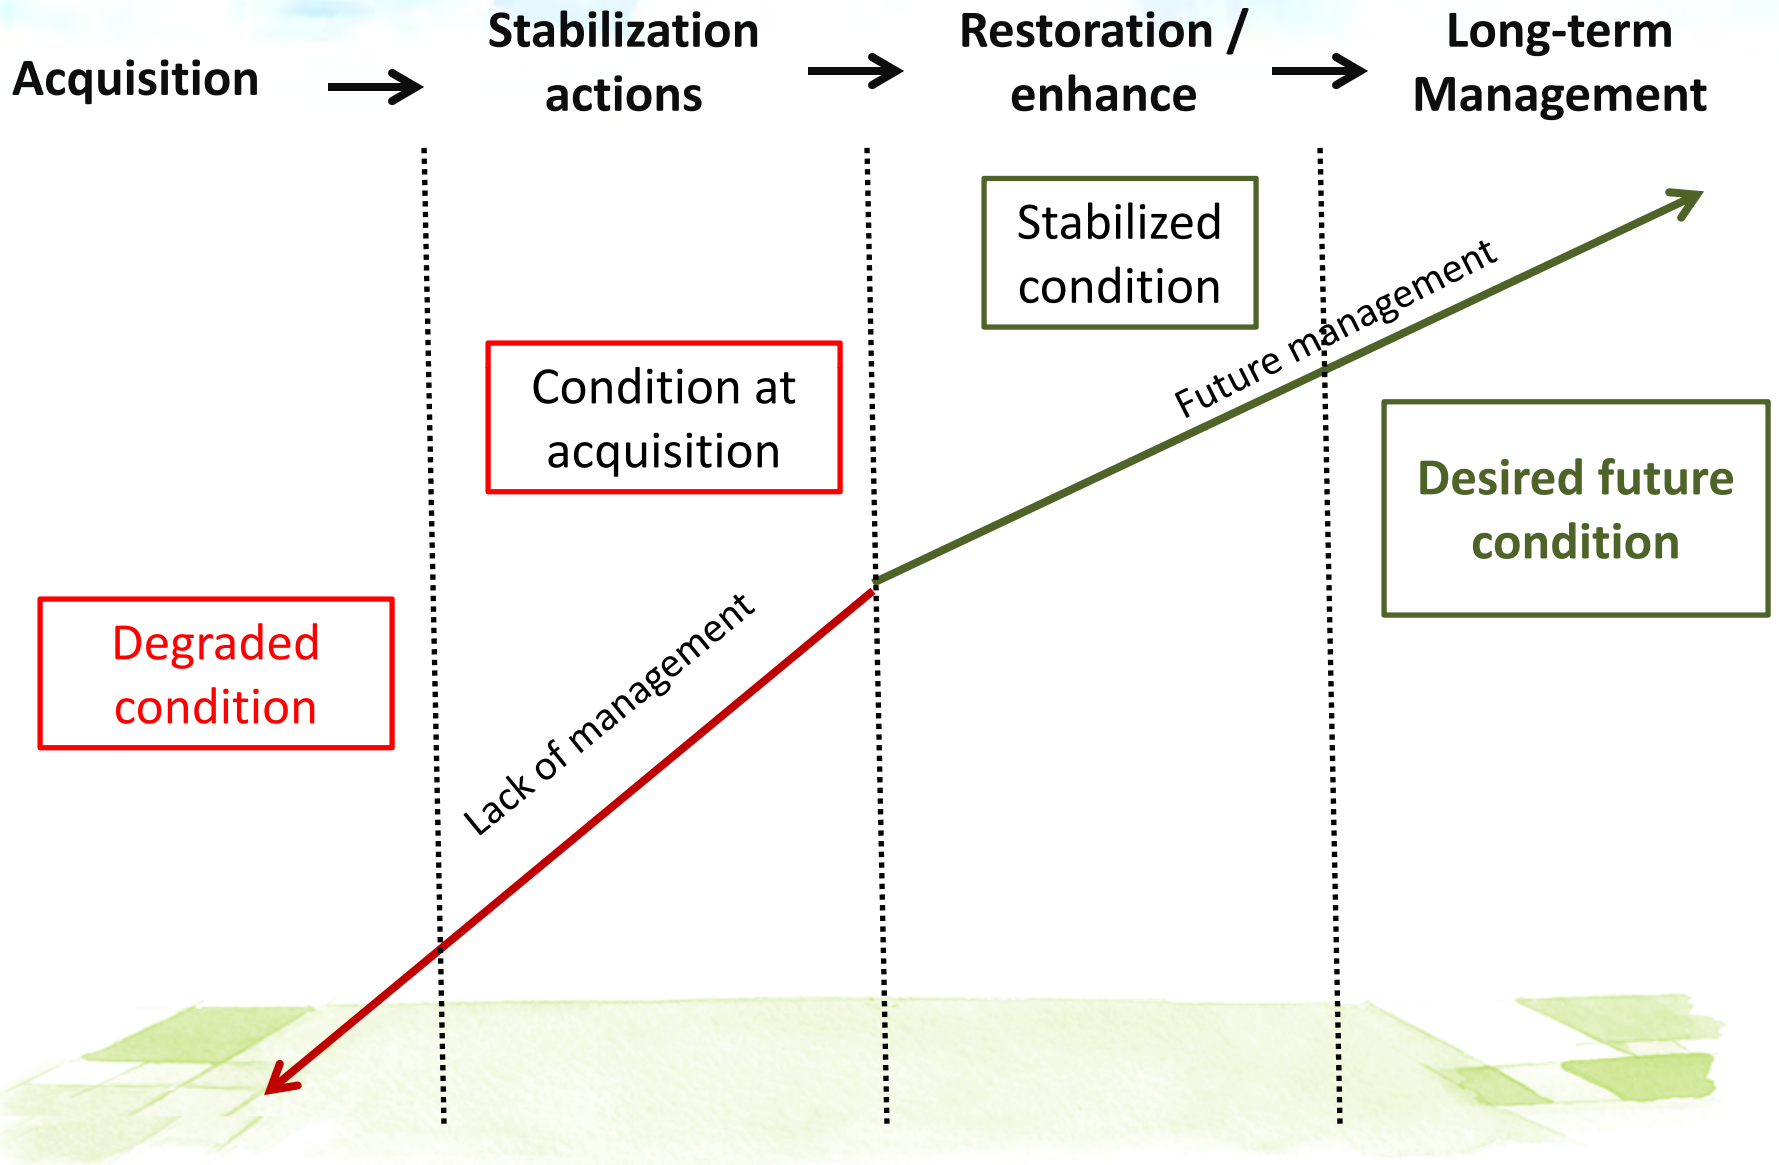 Acquisition
Stabilization
actions
Restoration /
enhance
Long-term
Management
Stabilized
condition
Future management
Condition at
acquisition
Desired future
condition
Degraded
condition
Lack of management